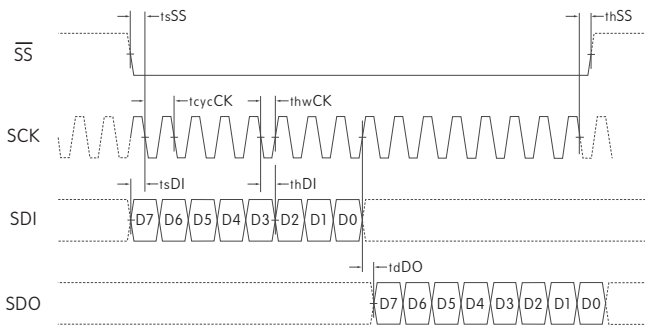 tsSS
thSS
SS
tcycCK
thwCK
SCK
tsDI
thDI
SDI
D7 D6 D5 D4 D3 D2 D1 D0
tdDO
SDO
D7 D6 D5 D4 D3 D2 D1 D0